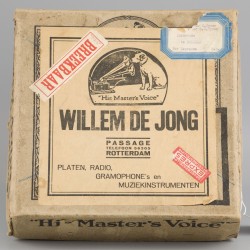 BREEKBAAR
"His Master's Voice"
WILLEM DE JONG
PASSAGE
ROTTERDAM
PLATEN, RADIO,
GRAMOPHONE'S en
MUZIEKINSTRUMENTEN
"His Master's Voice"